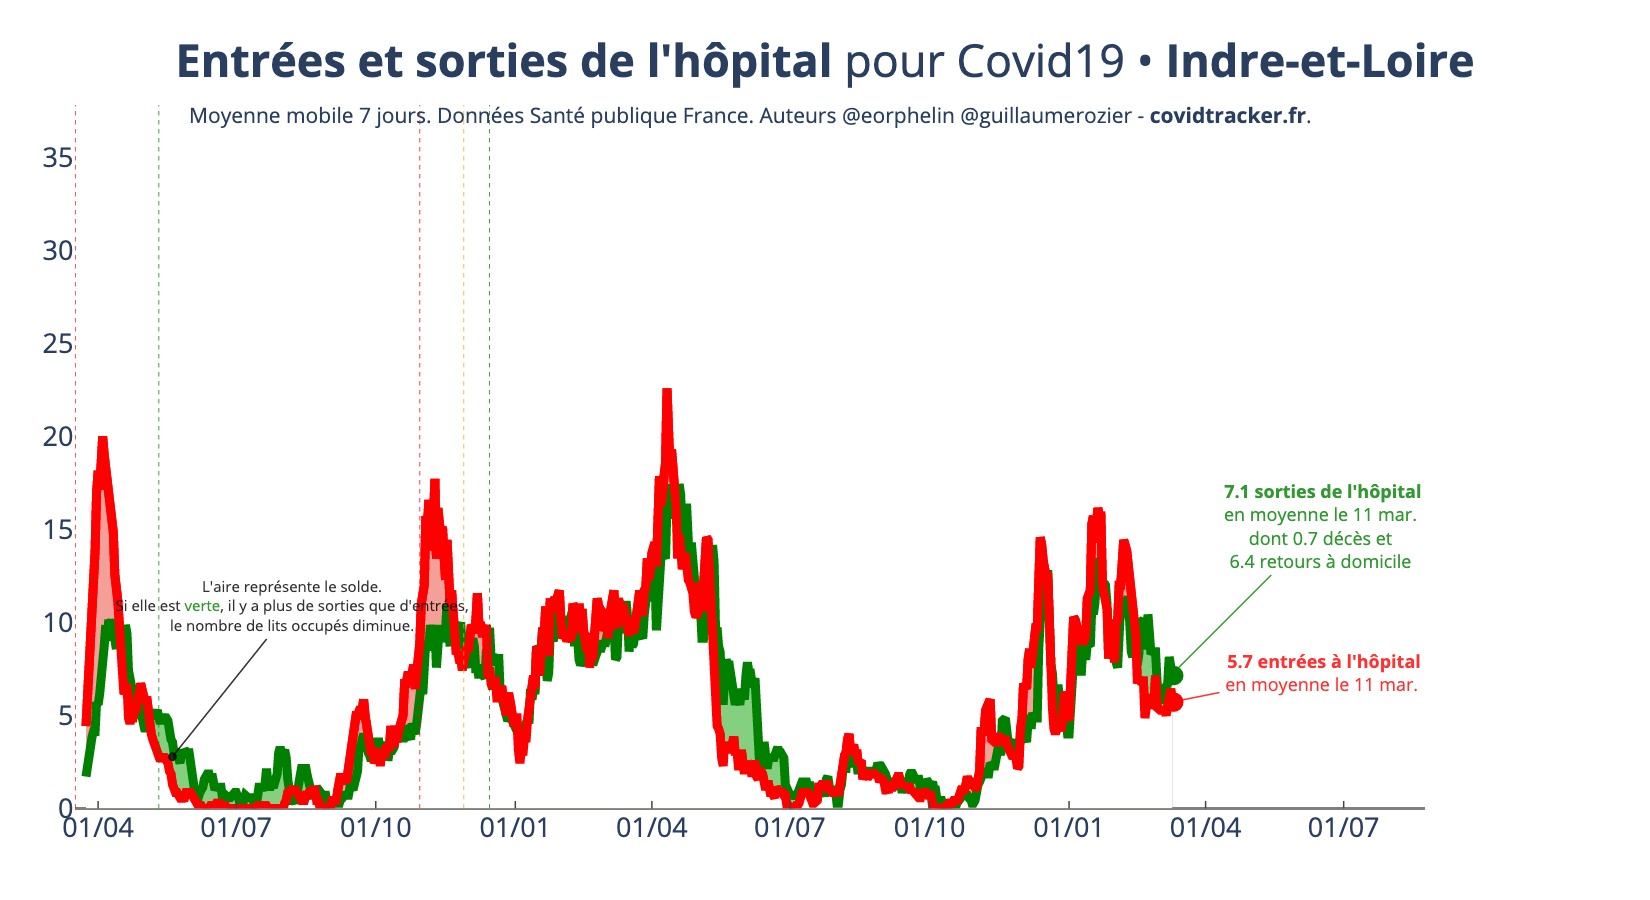 Entrées et sorties de l'hôpital pour Covid19 • Indre-et-Loire
Moyenne mobile 7 jours. Données Santé publique France. Auteurs @eorphelin @guillaumerozier - covidtracker.fr.
35
30
25
20
15
10
5
0
L'aire représente le solde.
Si elle est verte, il y a plus de sorties que d'entrées,
le nombre de lits occupés diminue.
7.1 sorties de l'hôpital
en moyenne le 11 mar.
dont 0.7 décès et
6.4 retours à domicile
5.7 entrées à l'hôpital
en moyenne le 11 mar.
01/04 01/07 01/10 01/01 01/04 01/07 01/10 01/01 01/04 01/07